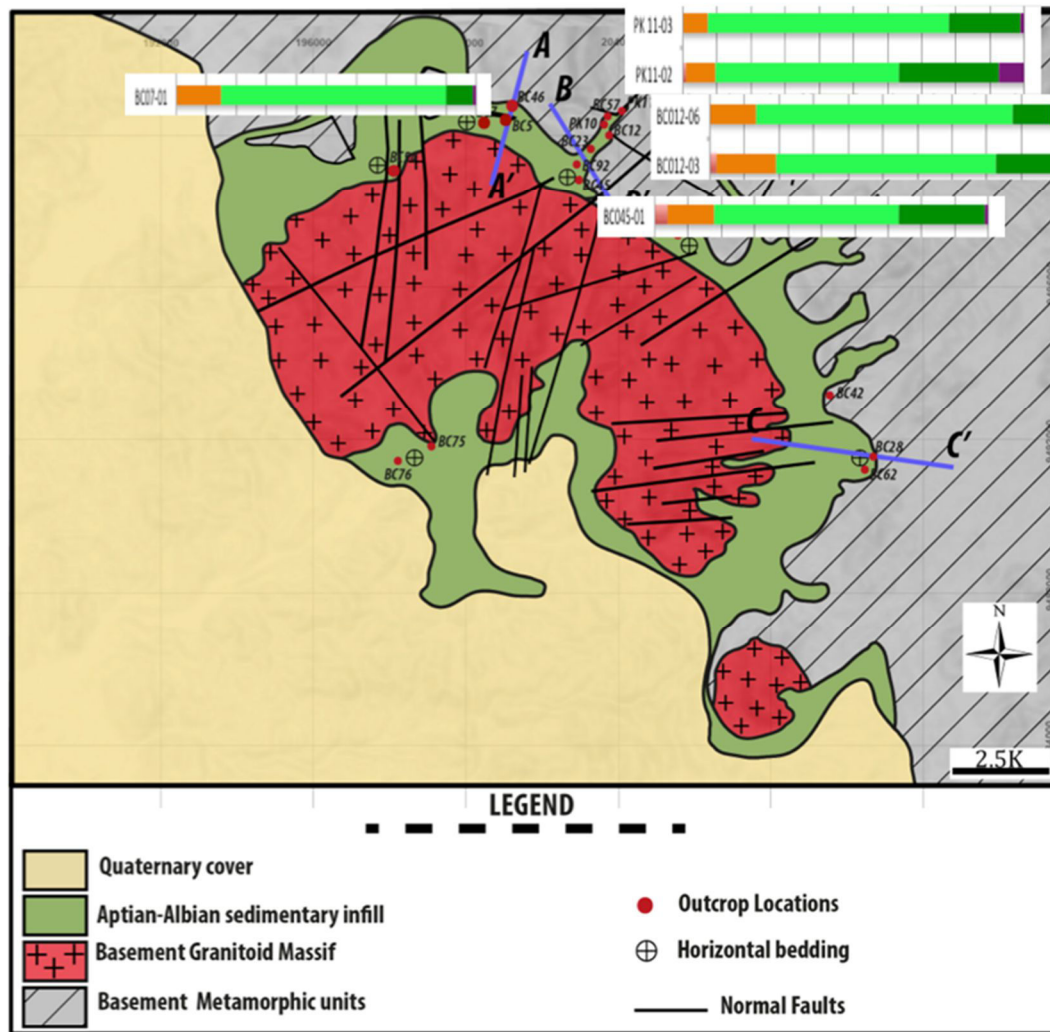 196000
PK 11-03
PK11-02
BC07-01
BC012-06
BC012-03
BC045-01
A
B
BC46
BC5
BC57
PK10
BC12
BC23
BC92
BC45
A'
BC42
C
C'
BC28
BC62
BC75
BC76
N
2.5K
LEGEND
Quaternary cover
Aptian-Albian sedimentary infill
Basement Granitoid Massif
Basement Metamorphic units
Outcrop Locations
Horizontal bedding
Normal Faults